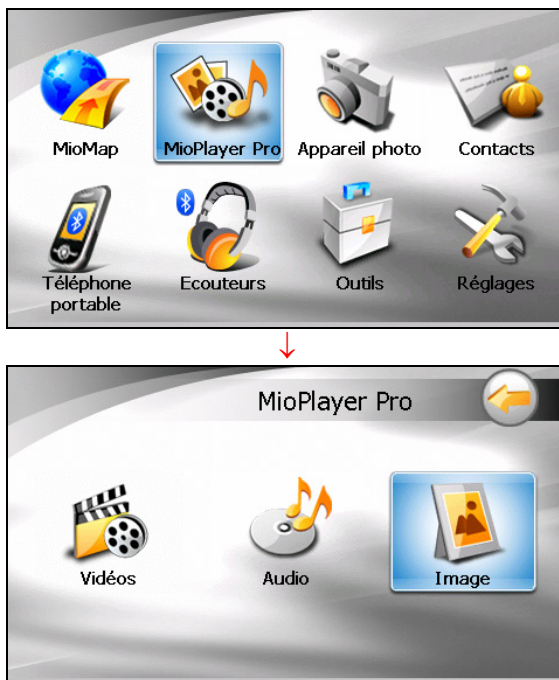 MioMap
MioPlayer Pro
Appareil photo
Contacts
Téléphone
portable
Ecouteurs
Outils
Réglages
MioPlayer Pro
Vidéos
Audio
Image